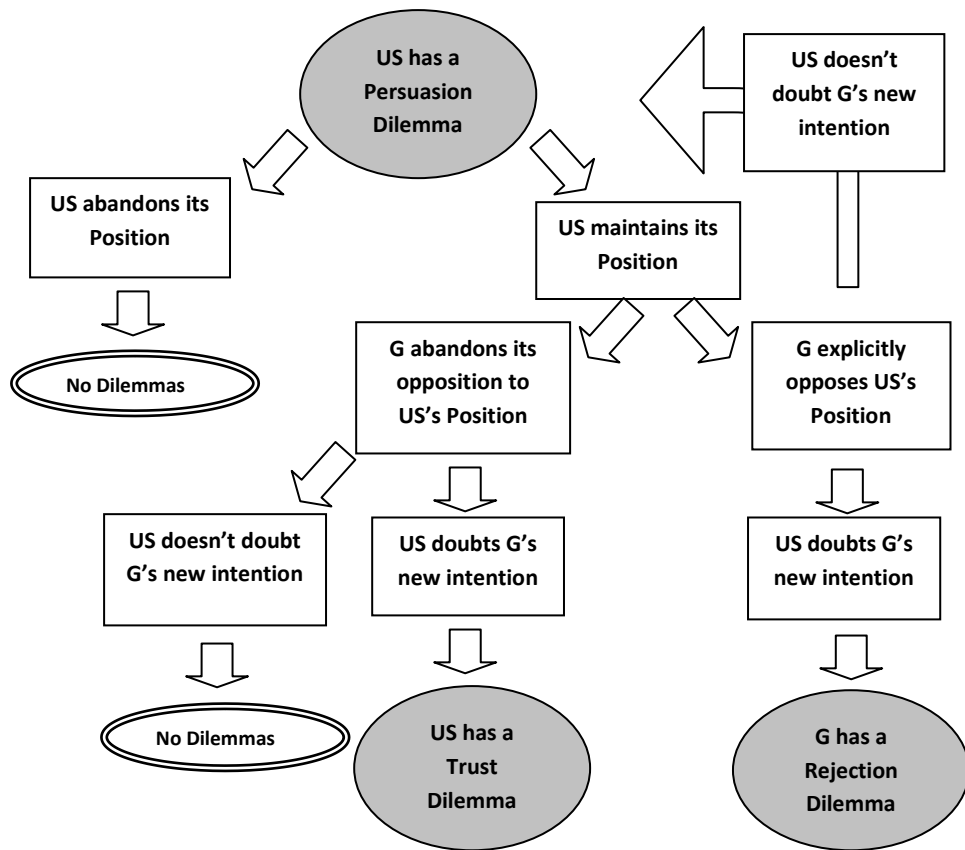 US has a
Persuasion
Dilemma
US doesn't
doubt G's new
intention
US abandons its
Position
US maintains its
Position
No Dilemmas
G abandons its
opposition to
US's Position
G explicitly
opposes US's
Position
US doesn't doubt
G's new intention
US doubts G's
new intention
US doubts G's
new intention
No Dilemmas
US has a
Trust
Dilemma
G has a
Rejection
Dilemma